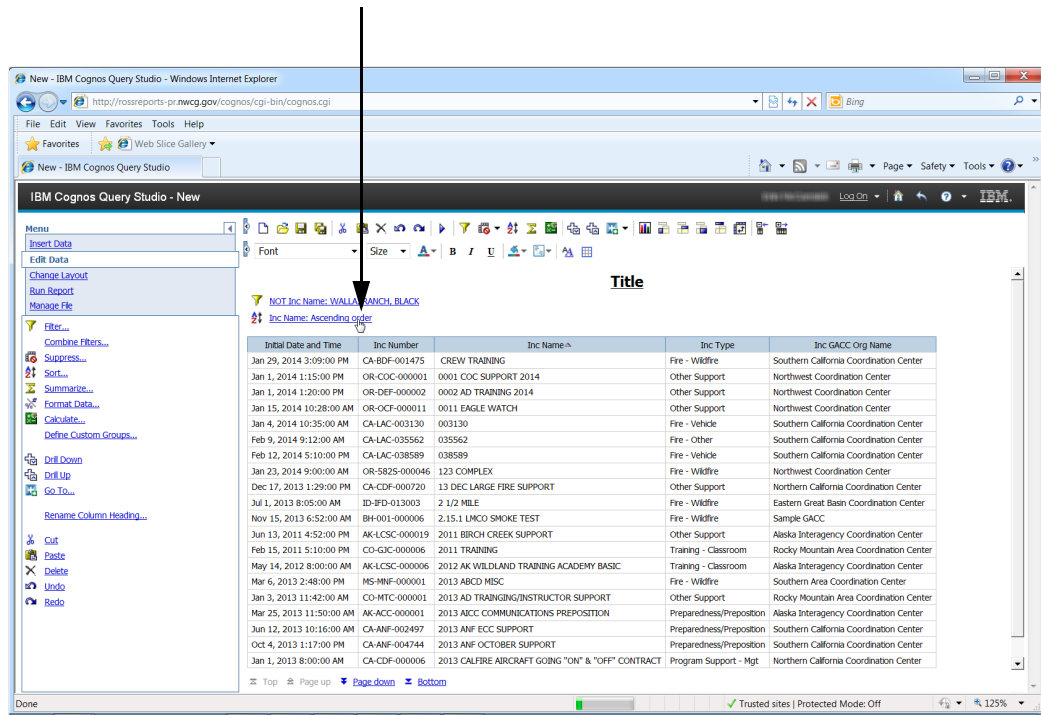 New - IBM Cognos Query Studio - Windows Internet Explorer
http://rossreports-pr.nwcg.gov/cognos/cgi-bin/cognos.cgi
Bing
File Edit View Favorites Tools Help
Favorites Web Slice Gallery
New - IBM Cognos Query Studio
Page Safety Tools
IBM Cognos Query Studio - New
Log On IBM.
Menu
Insert Data
Edit Data
Change Layout
Run Report
Manage File
Filter...
Combine Filters...
Suppress...
Sort...
Summarize...
Format Data...
Calculate...
Define Custom Groups...
Drill Down
Drill Up
Go To...
Rename Column Heading...
Cut
Paste
Delete
Undo
Redo
Font Size A B I U
Title
NOT Inc Name: WALLA, RANCH, BLACK
Inc Name: Ascending order
Initial Date and Time Inc Number Inc Name Inc Type Inc GACC Org Name
Jan 29, 2014 3:09:00 PM CA-BDF-001475 CREW TRAINING Fire - Wildfire Southern California Coordination Center
Jan 1, 2014 1:15:00 PM OR-COC-000001 0001 COC SUPPORT 2014 Other Support Northwest Coordination Center
Jan 1, 2014 1:20:00 PM OR-DEF-000002 0002 AD TRAINING 2014 Other Support Northwest Coordination Center
Jan 15, 2014 10:28:00 AM OR-OCF-000011 0011 EAGLE WATCH Other Support Northwest Coordination Center
Jan 4, 2014 10:35:00 AM CA-LAC-003130 003130 Fire - Vehicle Southern California Coordination Center
Feb 9, 2014 9:12:00 AM CA-LAC-035562 035562 Fire - Other Southern California Coordination Center
Feb 12, 2014 5:10:00 PM CA-LAC-038589 038589 Fire - Vehicle Southern California Coordination Center
Jan 23, 2014 9:00:00 AM OR-582S-000046 123 COMPLEX Fire - Wildfire Northwest Coordination Center
Dec 17, 2013 1:29:00 PM CA-CDF-000720 13 DEC LARGE FIRE SUPPORT Other Support Northern California Coordination Center
Jul 1, 2013 8:05:00 AM ID-IFD-013003 2 1/2 MILE Fire - Wildfire Eastern Great Basin Coordination Center
Nov 15, 2013 6:52:00 AM BH-001-000006 2.15.1 LMCO SMOKE TEST Fire - Wildfire Sample GACC
Jun 13, 2011 4:52:00 PM AK-LCSC-000019 2011 BIRCH CREEK SUPPORT Other Support Alaska Interagency Coordination Center
Feb 15, 2011 5:10:00 PM CO-GJC-000006 2011 TRAINING Training - Classroom Rocky Mountain Area Coordination Center
May 14, 2012 8:00:00 AM AK-LCSC-000006 2012 AK WILDLAND TRAINING ACADEMY BASIC Training - Classroom Alaska Interagency Coordination Center
Mar 6, 2013 2:48:00 PM MS-MNF-000001 2013 ABCD MISC Fire - Wildfire Southern Area Coordination Center
Jan 3, 2013 11:42:00 AM CO-MTC-000001 2013 AD TRAINGING/INSTRUCTOR SUPPORT Other Support Rocky Mountain Area Coordination Center
Mar 25, 2013 11:50:00 AM AK-ACC-000001 2013 AICC COMMUNICATIONS PREPOSITION Preparedness/Preposition Alaska Interagency Coordination Center
Jun 12, 2013 10:16:00 AM CA-ANF-002497 2013 ANF ECC SUPPORT Preparedness/Preposition Southern California Coordination Center
Oct 4, 2013 1:17:00 PM CA-ANF-004744 2013 ANF OCTOBER SUPPORT Preparedness/Preposition Southern California Coordination Center
Jan 1, 2013 8:00:00 AM CA-CDF-000006 2013 CALFIRE AIRCRAFT GOING "ON" & "OFF" CONTRACT Program Support - Mgt Northern California Coordination Center
Top Page up Page down Bottom
Done Trusted sites | Protected Mode: Off 125%